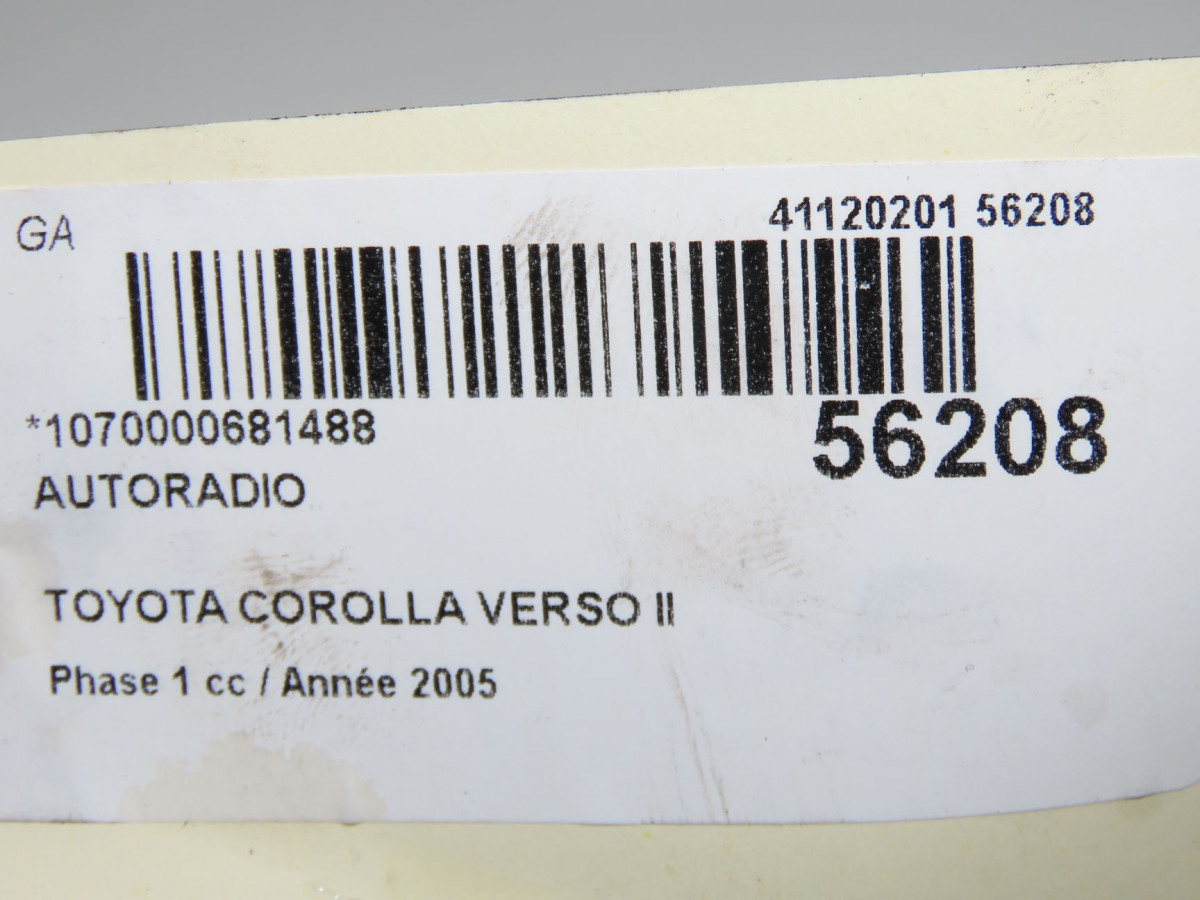 GA
41120201 56208
*1070000681488
56208
AUTORADIO
TOYOTA COROLLA VERSO II
Phase 1 cc / Année 2005